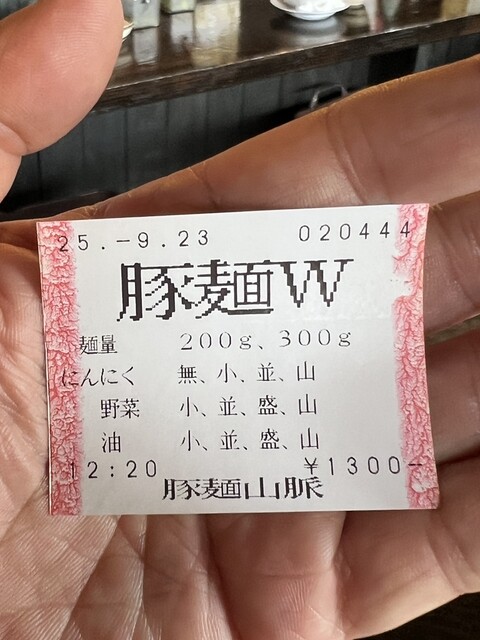 25.-9.23 020444
豚麺W
麺量 200g、300g
にんにく 無、小、並、山
野菜 小、並、盛、山
油 小、並、盛、山
12:20 ¥1300-
豚麺山脈